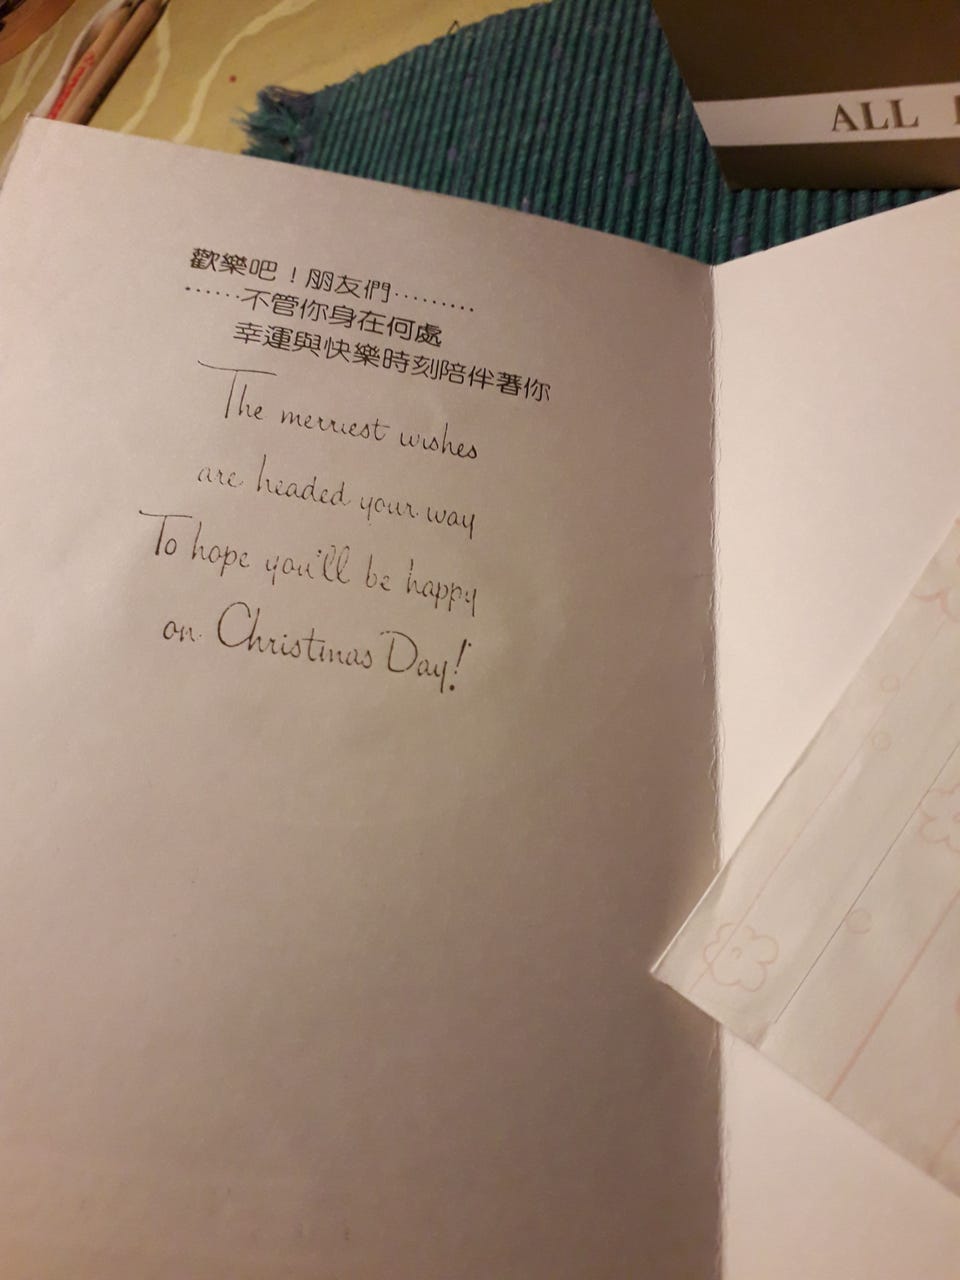 歡樂吧！朋友們·········
······不管你身在何處
幸運與快樂時刻陪伴著你
The merriest wishes
are headed your way
To hope you'll be happy
on Christmas Day!
ALL